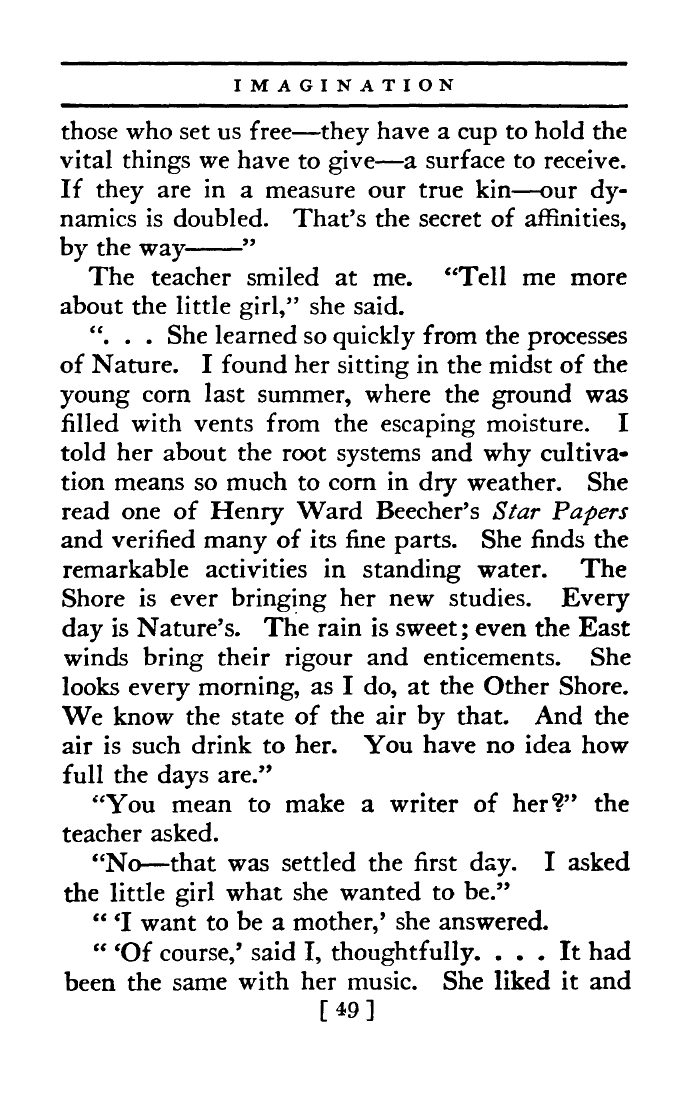 IMAGINATION
those who set us free—they have a cup to hold the
vital things we have to give—a surface to receive.
If they are in a measure our true kin—our dy-
namics is doubled. That's the secret of affinities,
by the way——"
The teacher smiled at me. "Tell me more
about the little girl," she said.
". . . She learned so quickly from the processes
of Nature. I found her sitting in the midst of the
young corn last summer, where the ground was
filled with vents from the escaping moisture. I
told her about the root systems and why cultiva-
tion means so much to corn in dry weather. She
read one of Henry Ward Beecher's Star Papers
and verified many of its fine parts. She finds the
remarkable activities in standing water. The
Shore is ever bringing her new studies. Every
day is Nature's. The rain is sweet; even the East
winds bring their rigour and enticements. She
looks every morning, as I do, at the Other Shore.
We know the state of the air by that. And the
air is such drink to her. You have no idea how
full the days are."
"You mean to make a writer of her?" the
teacher asked.
"No—that was settled the first day. I asked
the little girl what she wanted to be."
" 'I want to be a mother,' she answered.
" 'Of course,' said I, thoughtfully. . . . It had
been the same with her music. She liked it and
[ 49 ]